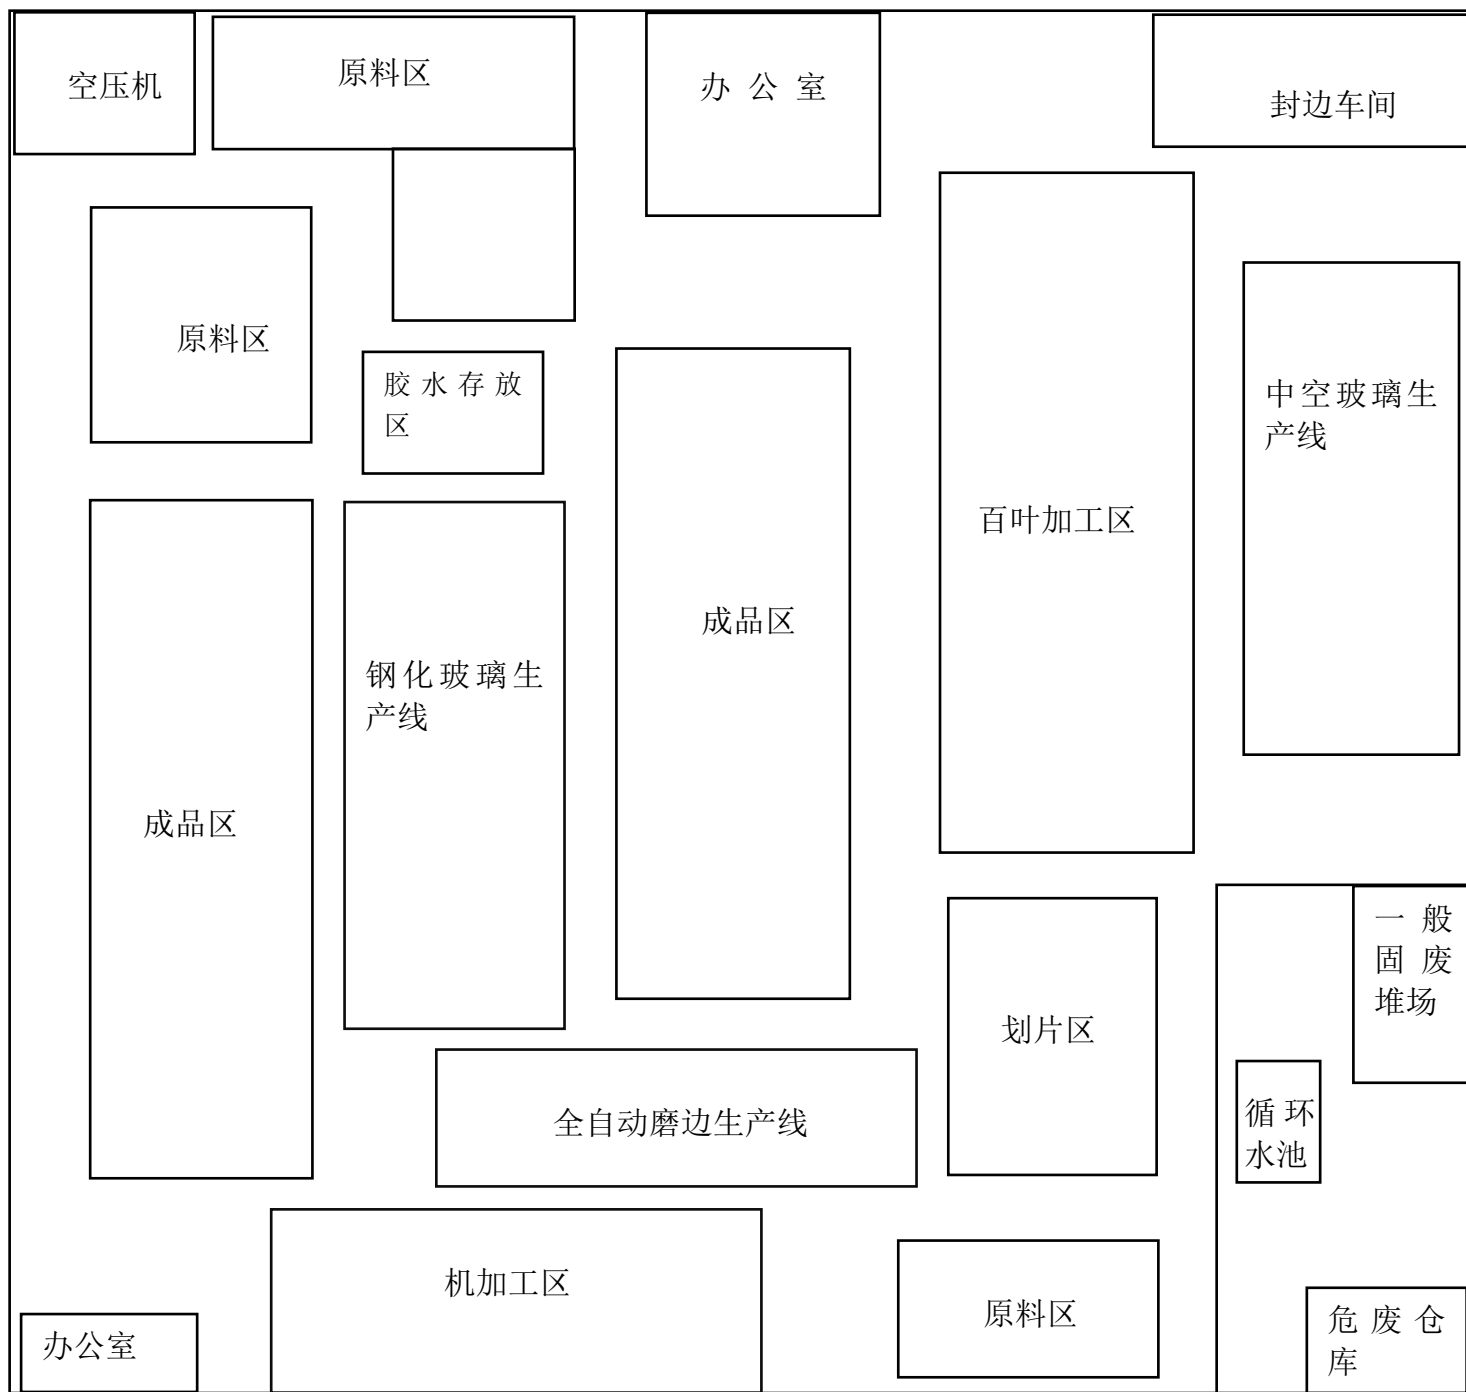 空压机
原料区
办公室
封边车间
原料区
胶水存放
区
中空玻璃生
产线
百叶加工区
成品区
钢化玻璃生
产线
成品区
一般
固废
堆场
划片区
全自动磨边生产线
循环
水池
机加工区
原料区
办公室
危废仓
库